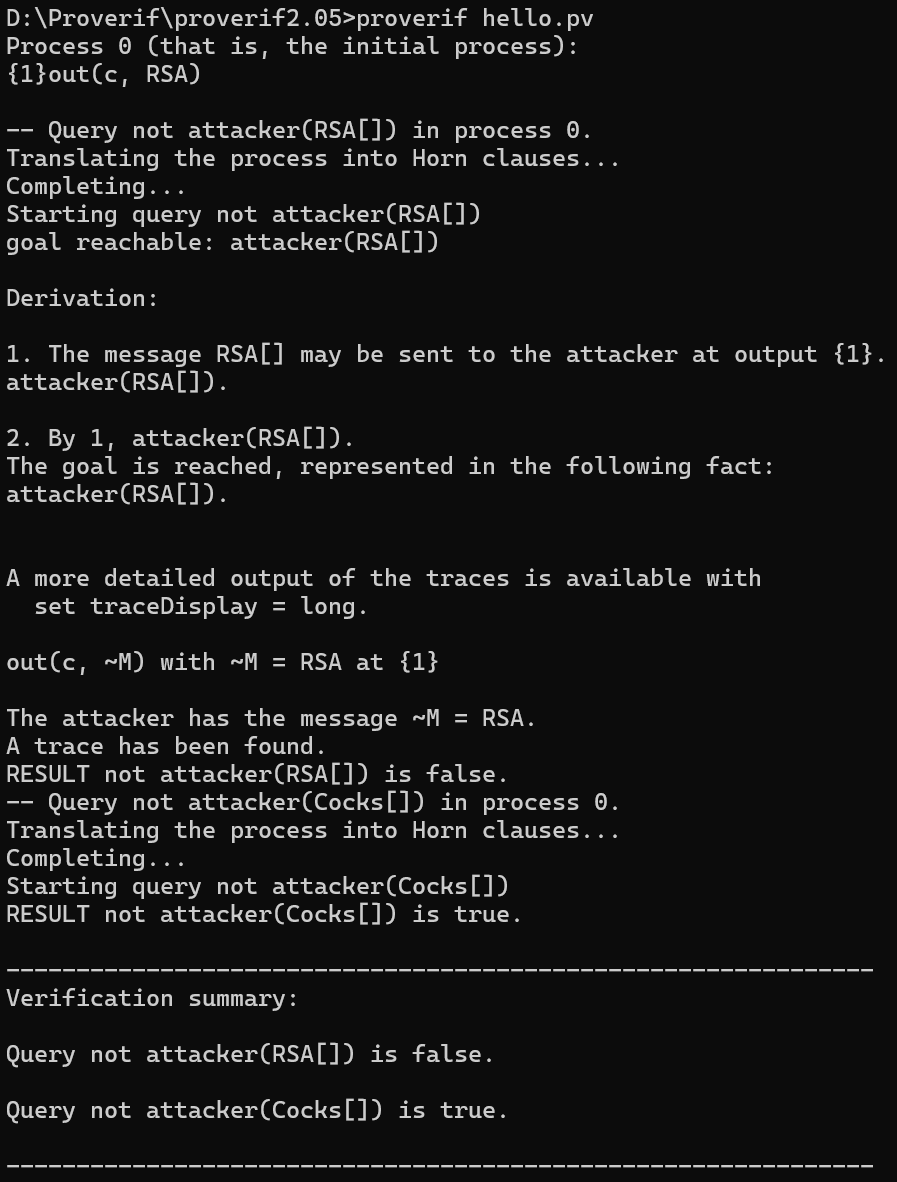 D:\Proverif\proverif2.05>proverif hello.pv
Process 0 (that is, the initial process):
{1}out(c, RSA)
-- Query not attacker(RSA[]) in process 0.
Translating the process into Horn clauses...
Completing...
Starting query not attacker(RSA[])
goal reachable: attacker(RSA[])
Derivation:
1. The message RSA[] may be sent to the attacker at output {1}.
attacker(RSA[]).
2. By 1, attacker(RSA[]).
The goal is reached, represented in the following fact:
attacker(RSA[]).
A more detailed output of the traces is available with
  set traceDisplay = long.
out(c, ~M) with ~M = RSA at {1}
The attacker has the message ~M = RSA.
A trace has been found.
RESULT not attacker(RSA[]) is false.
-- Query not attacker(Cocks[]) in process 0.
Translating the process into Horn clauses...
Completing...
Starting query not attacker(Cocks[])
RESULT not attacker(Cocks[]) is true.
--------------------------------------------------------------
Verification summary:
Query not attacker(RSA[]) is false.
Query not attacker(Cocks[]) is true.
--------------------------------------------------------------